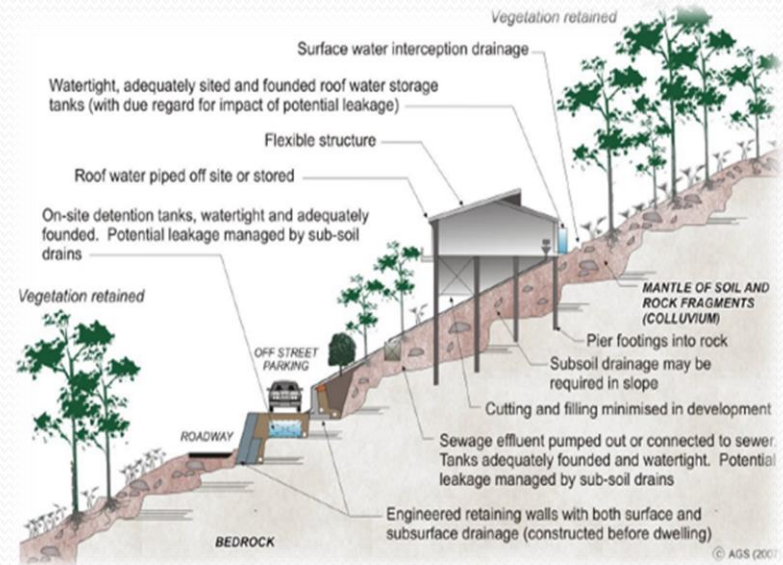 Vegetation retained
Surface water interception drainage
Watertight, adequately sited and founded roof water storage
tanks (with due regard for impact of potential leakage)
Flexible structure
Roof water piped off site or stored
On-site detention tanks, watertight and adequately
founded. Potential leakage managed by sub-soil
drains
Vegetation retained
MANTLE OF SOIL AND
ROCK FRAGMENTS
(COLLUVIUM)
Pier footings into rock
OFF STREET
PARKING
Subsoil drainage may be
required in slope
Cutting and filling minimised in development
ROADWAY
Sewage effluent pumped out or connected to sewer.
Tanks adequately founded and watertight. Potential
leakage managed by sub-soil drains
Engineered retaining walls with both surface and
subsurface drainage (constructed before dwelling)
BEDROCK
© AGS (2007